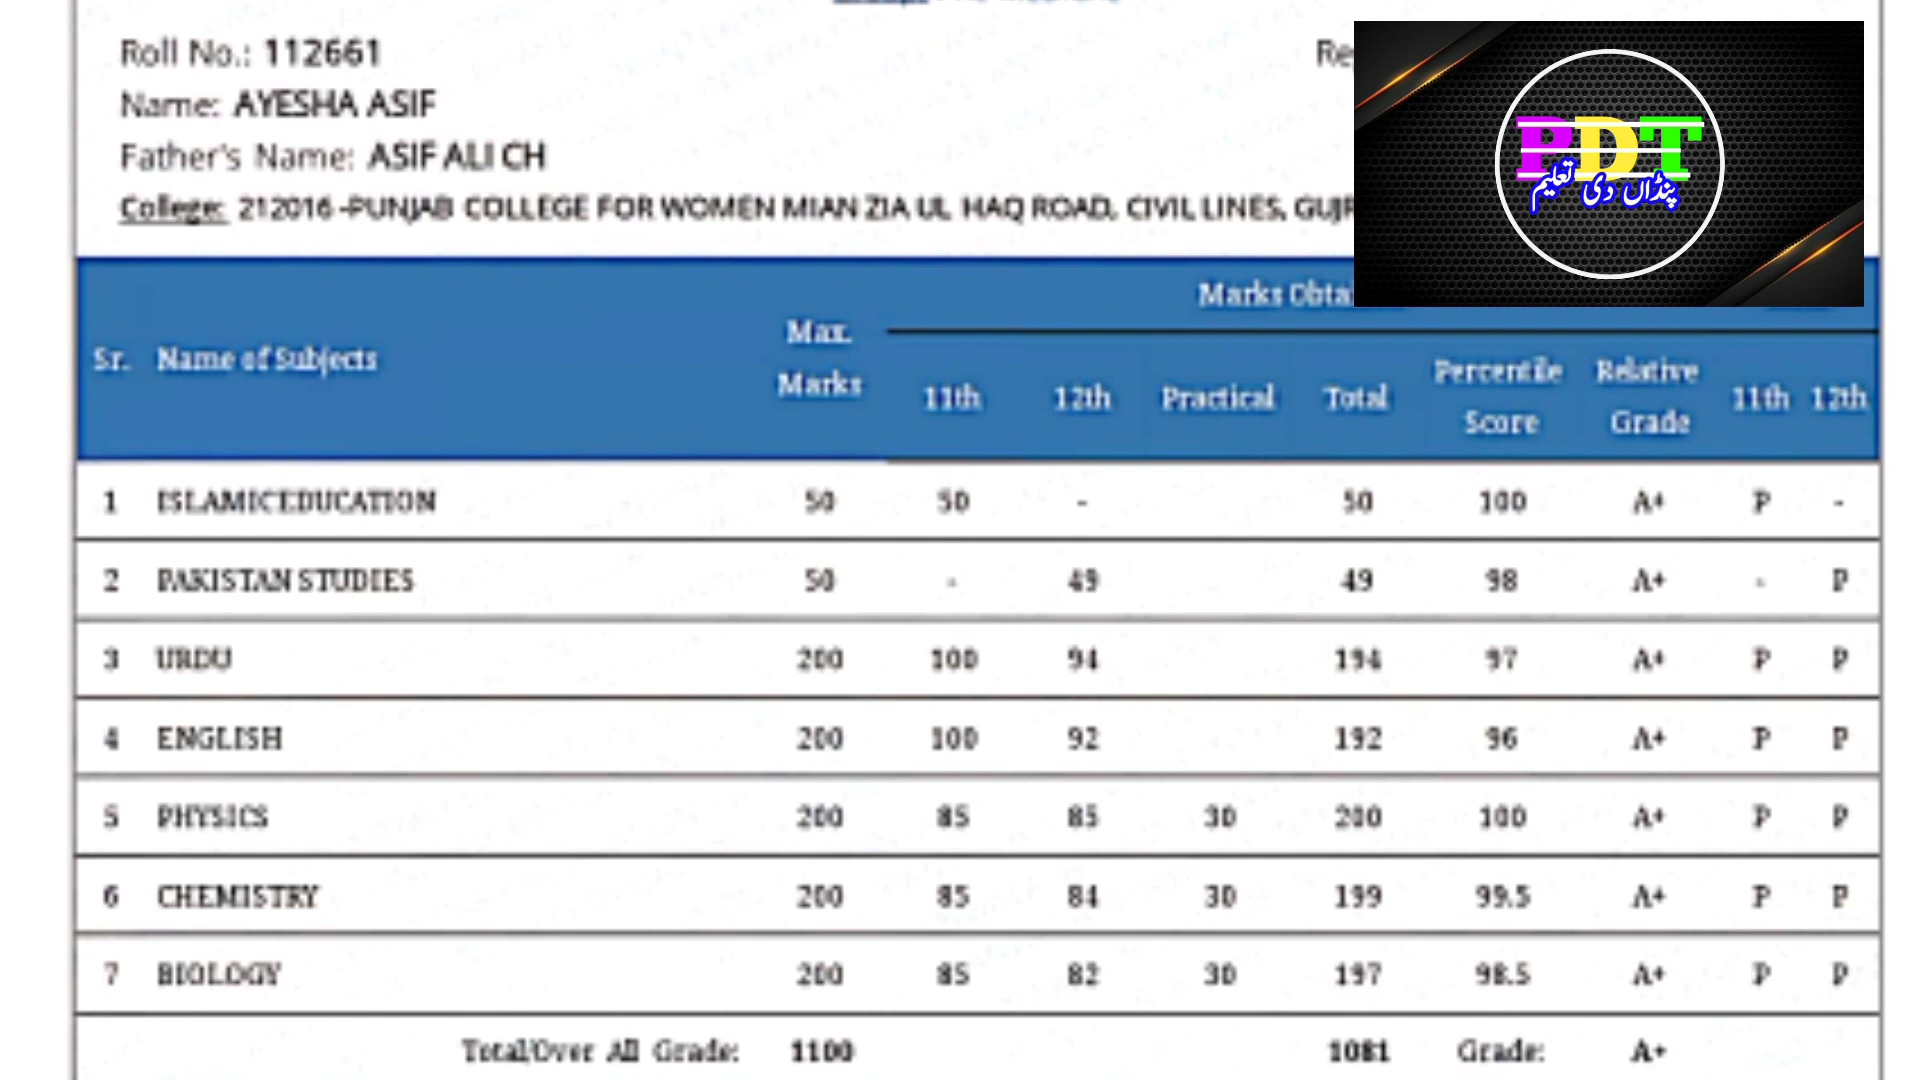 Roll No.: 112661
Name: AYESHA ASIF
Father's Name: ASIF ALI CH
College: 212016 -PUNJAB COLLEGE FOR WOMEN MIAN ZIA UL HAQ ROAD, CIVIL LINES,
PDT
پنڈاں دی تعلیم
Marks
Sr. Name of Subjects Max. Marks 11th 12th Practical Total Percentile Score Relative Grade 11th 12th
1 ISLAMIC EDUCATION 50 50 - 50 100 A+ P -
2 PAKISTAN STUDIES 50 - 49 49 98 A+ - P
3 URDU 200 100 94 194 97 A+ P P
4 ENGLISH 200 100 92 192 96 A+ P P
5 PHYSICS 200 85 85 30 200 100 A+ P P
6 CHEMISTRY 200 85 84 30 199 99.5 A+ P P
7 BIOLOGY 200 85 82 30 197 98.5 A+ P P
Total/Over All Grade: 1100 1081 Grade: A+